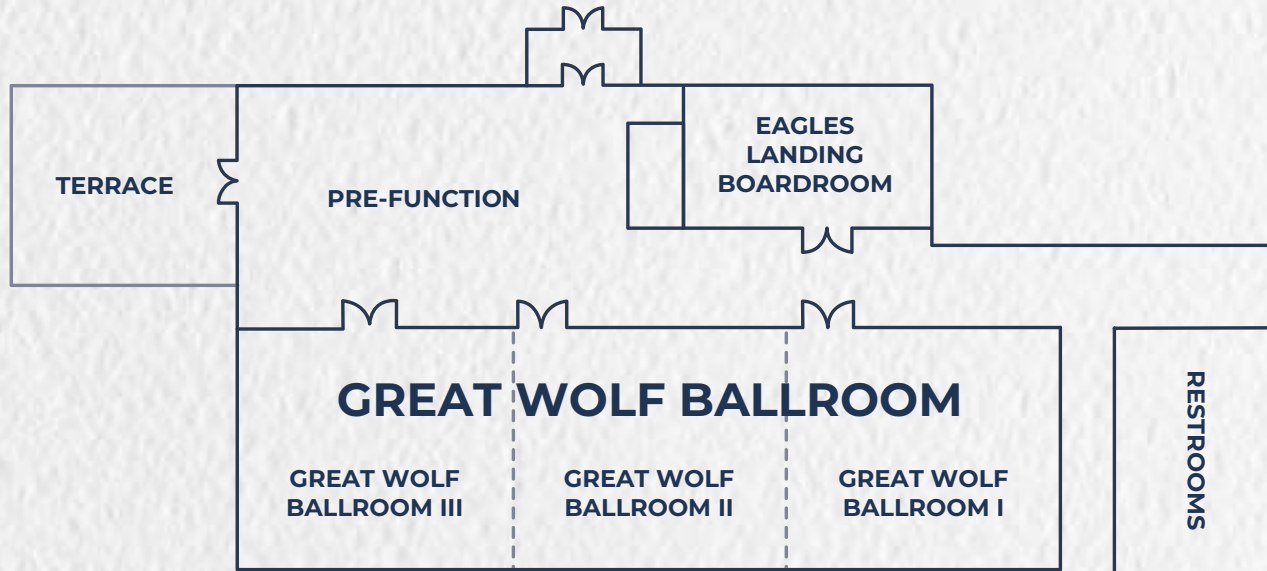 TERRACE
PRE-FUNCTION
EAGLES
LANDING
BOARDROOM
GREAT WOLF BALLROOM
GREAT WOLF
BALLROOM III
GREAT WOLF
BALLROOM II
GREAT WOLF
BALLROOM I
RESTROOMS